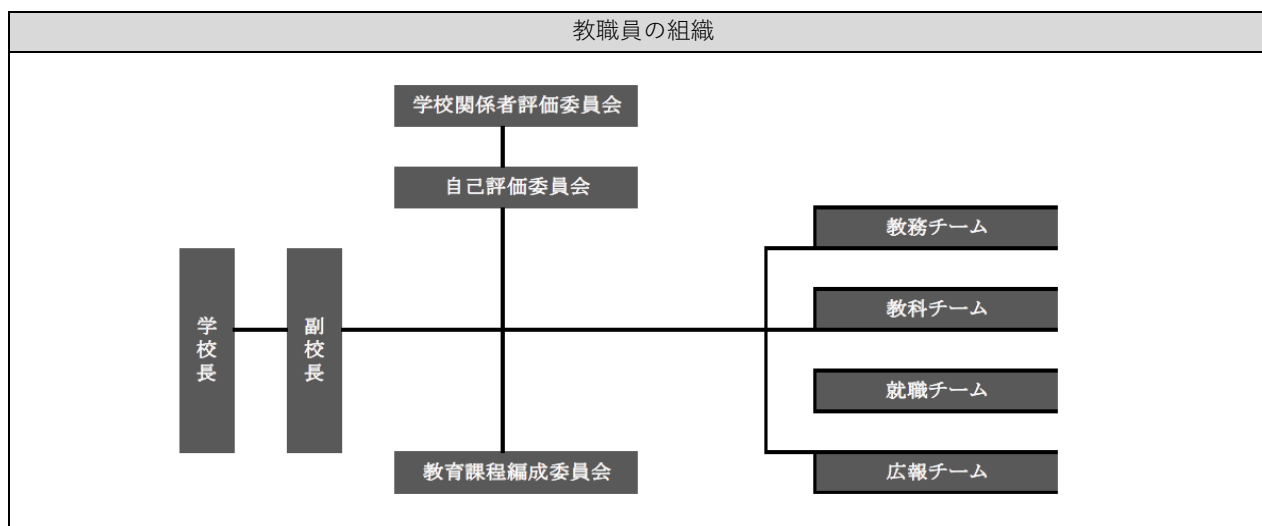 教職員の組織
学校関係者評価委員会
自己評価委員会
学校長
副校長
教務チーム
教科チーム
就職チーム
広報チーム
教育課程編成委員会